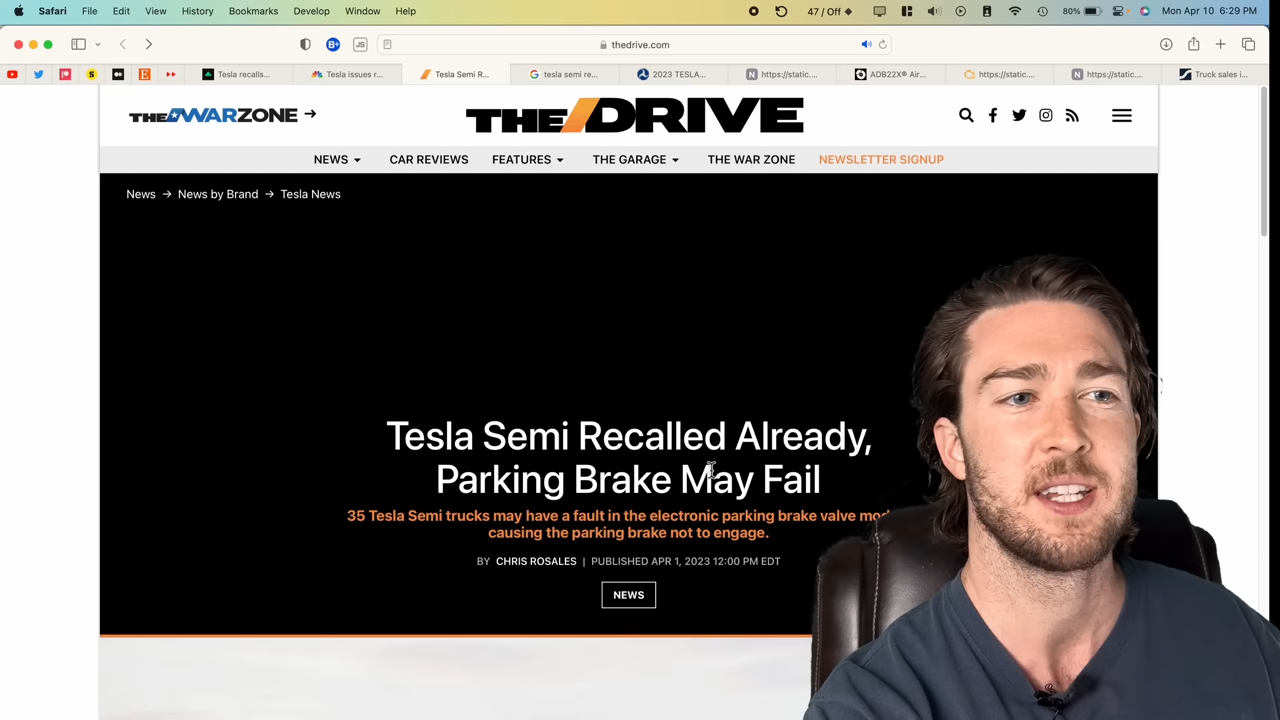 Safari File Edit View History Bookmarks Develop Window Help 47 / Off 80% Mon Apr 10 6:29 PM
B+ JS thedrive.com
S Tesla recalls... Tesla issues r... Tesla Semi R... G tesla semi re... 2023 TESLA... N https://static.... ADB22X® Air... https://static.... N https://static.... Truck sales i...
THE WAR ZONE → THE DRIVE
NEWS CAR REVIEWS FEATURES THE GARAGE THE WAR ZONE NEWSLETTER SIGNUP
News → News by Brand → Tesla News
Tesla Semi Recalled Already,
Parking Brake May Fail
35 Tesla Semi trucks may have a fault in the electronic parking brake valve
causing the parking brake not to engage.
BY CHRIS ROSALES | PUBLISHED APR 1, 2023 12:00 PM EDT
NEWS